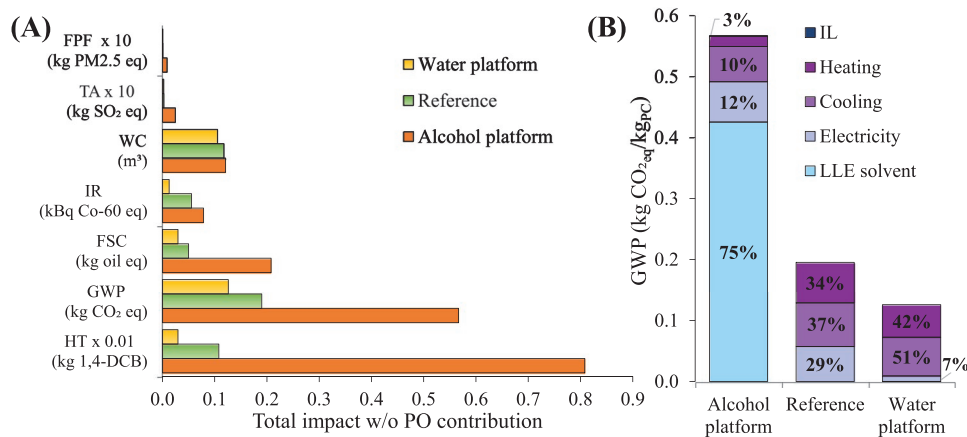 (A)
FPF x 10
(kg PM2.5 eq)
TA x 10
(kg SO₂ eq)
WC
(m³)
IR
(kBq Co-60 eq)
FSC
(kg oil eq)
GWP
(kg CO₂ eq)
HT x 0.01
(kg 1,4-DCB)
Water platform
Reference
Alcohol platform
0.0 0.1 0.2 0.3 0.4 0.5 0.6 0.7 0.8 0.9
Total impact w/o PO contribution
(B)
GWP (kg CO₂eq/kgPC)
0.6
0.5
0.4
0.3
0.2
0.1
0.0
3%
10%
12%
75%
34%
37%
29%
42%
51%
7%
IL
Heating
Cooling
Electricity
LLE solvent
Alcohol
platform
Reference
Water
platform